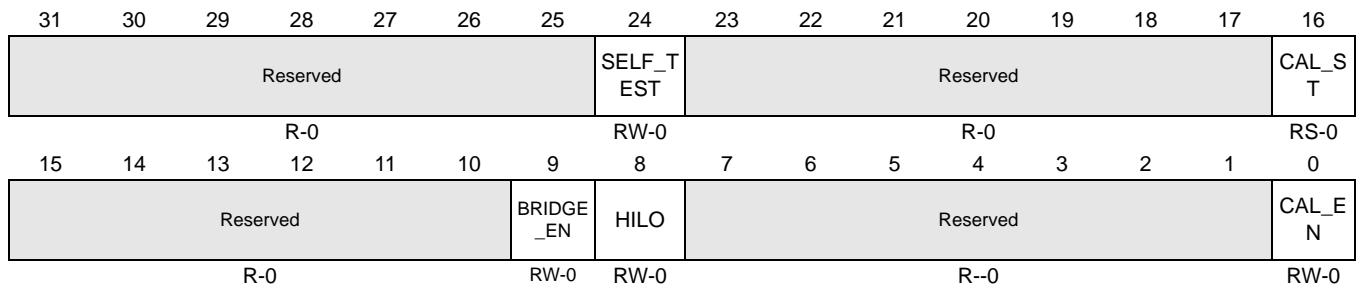 31 30 29 28 27 26 25 24 23 22 21 20 19 18 17 16
Reserved SELF_T Reserved CAL_S
EST T
R-0 RW-0 R-0 RS-0
15 14 13 12 11 10 9 8 7 6 5 4 3 2 1 0
Reserved BRIDGE HILO Reserved CAL_E
_EN N
R-0 RW-0 RW-0 R--0 RW-0